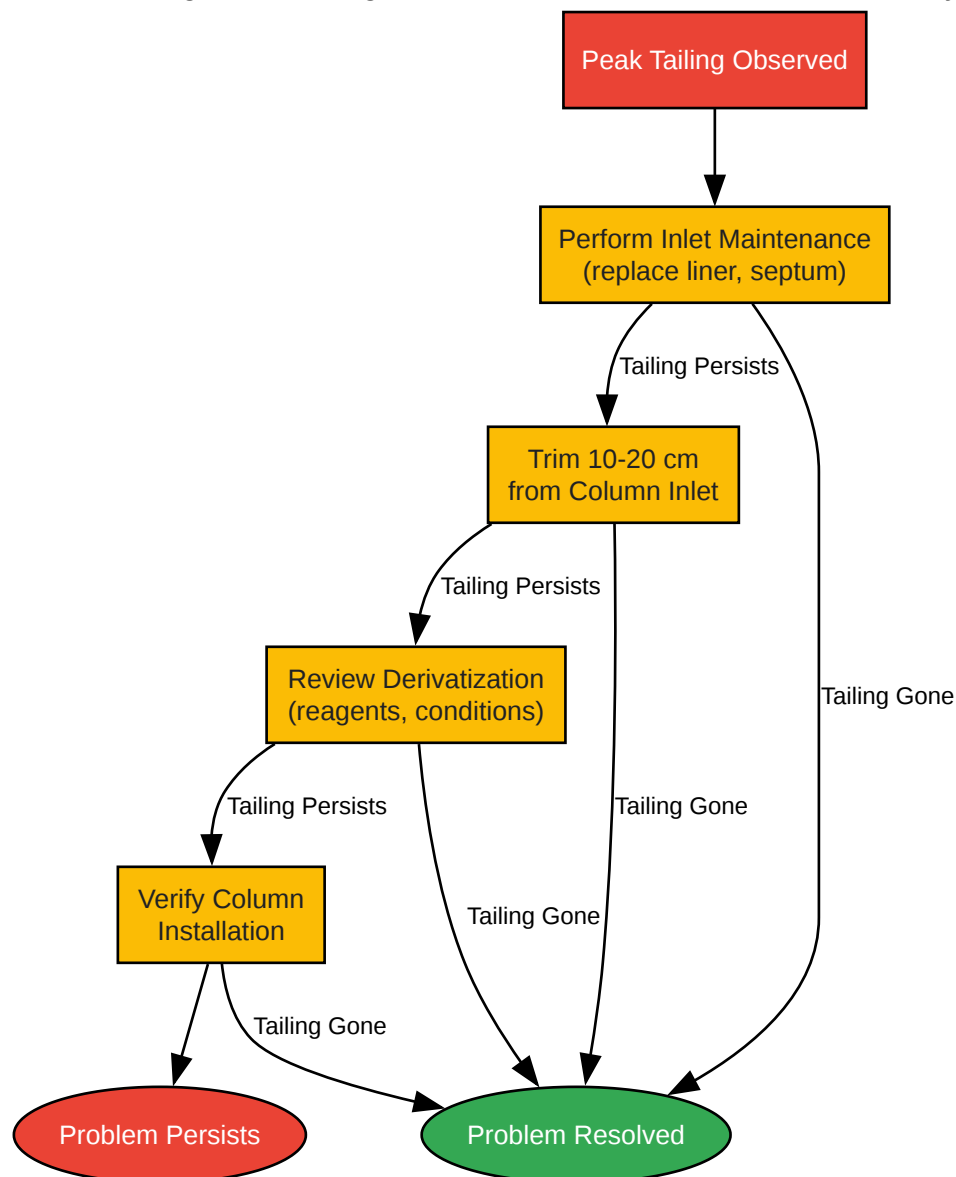 Peak Tailing Observed
Perform Inlet Maintenance
(replace liner, septum)
Tailing Persists
Trim 10-20 cm
from Column Inlet
Tailing Persists
Review Derivatization
(reagents, conditions)
Tailing Gone
Tailing Persists
Tailing Gone
Verify Column
Installation
Tailing Gone
Tailing Gone
Problem Persists
Problem Resolved